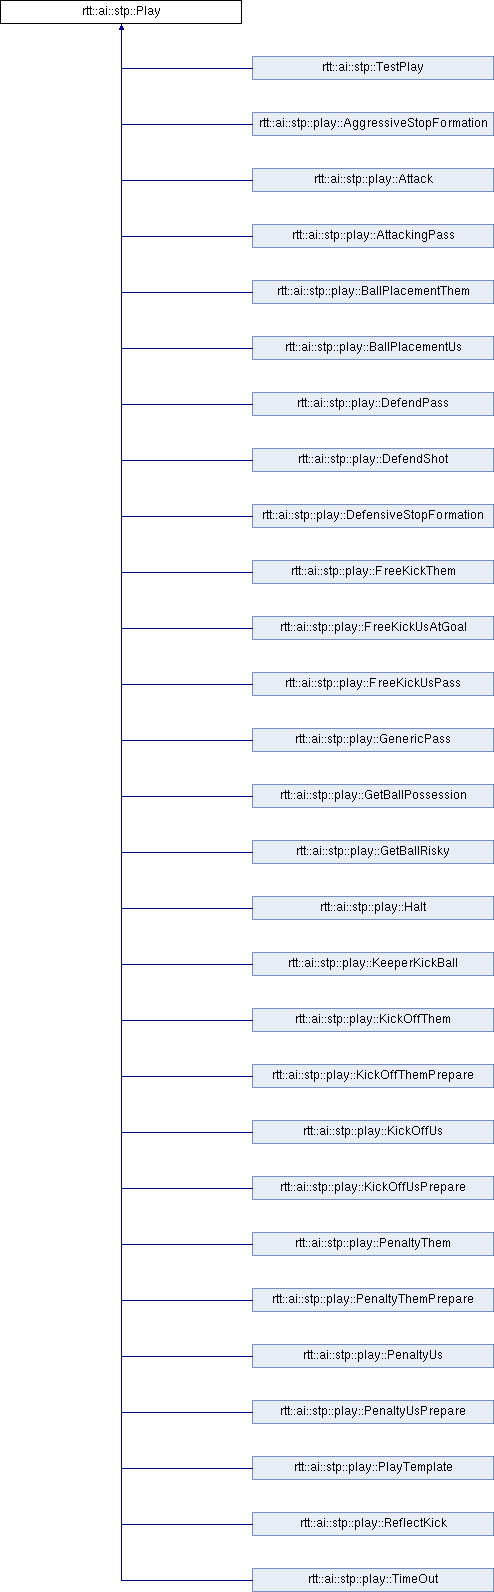 rtt::ai::stp::Play
rtt::ai::stp::TestPlay
rtt::ai::stp::play::AggressiveStopFormation
rtt::ai::stp::play::Attack
rtt::ai::stp::play::AttackingPass
rtt::ai::stp::play::BallPlacementThem
rtt::ai::stp::play::BallPlacementUs
rtt::ai::stp::play::DefendPass
rtt::ai::stp::play::DefendShot
rtt::ai::stp::play::DefensiveStopFormation
rtt::ai::stp::play::FreeKickThem
rtt::ai::stp::play::FreeKickUsAtGoal
rtt::ai::stp::play::FreeKickUsPass
rtt::ai::stp::play::GenericPass
rtt::ai::stp::play::GetBallPossession
rtt::ai::stp::play::GetBallRisky
rtt::ai::stp::play::Halt
rtt::ai::stp::play::KeeperKickBall
rtt::ai::stp::play::KickOffThem
rtt::ai::stp::play::KickOffThemPrepare
rtt::ai::stp::play::KickOffUs
rtt::ai::stp::play::KickOffUsPrepare
rtt::ai::stp::play::PenaltyThem
rtt::ai::stp::play::PenaltyThemPrepare
rtt::ai::stp::play::PenaltyUs
rtt::ai::stp::play::PenaltyUsPrepare
rtt::ai::stp::play::PlayTemplate
rtt::ai::stp::play::ReflectKick
rtt::ai::stp::play::TimeOut